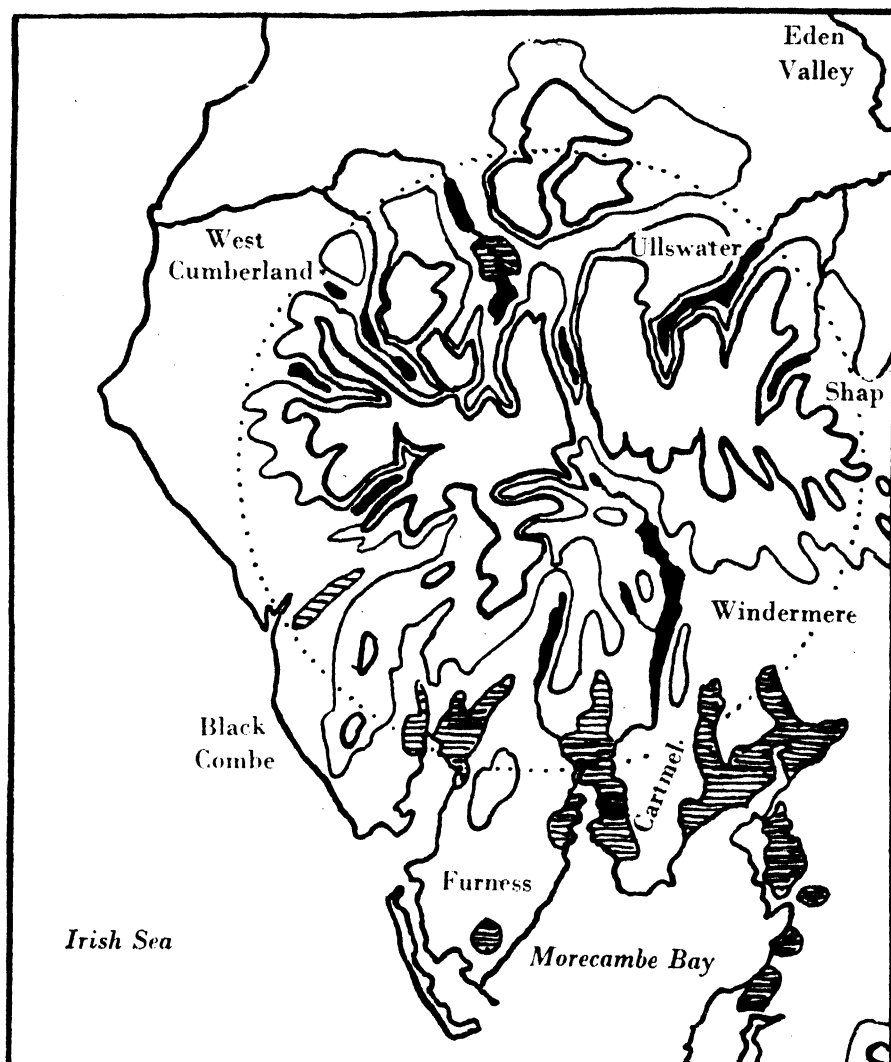 Eden
Valley
West
Cumberland
Ullswater
Shap
Windermere
Black
Combe
Cartmel.
Furness
Irish Sea
Morecambe Bay